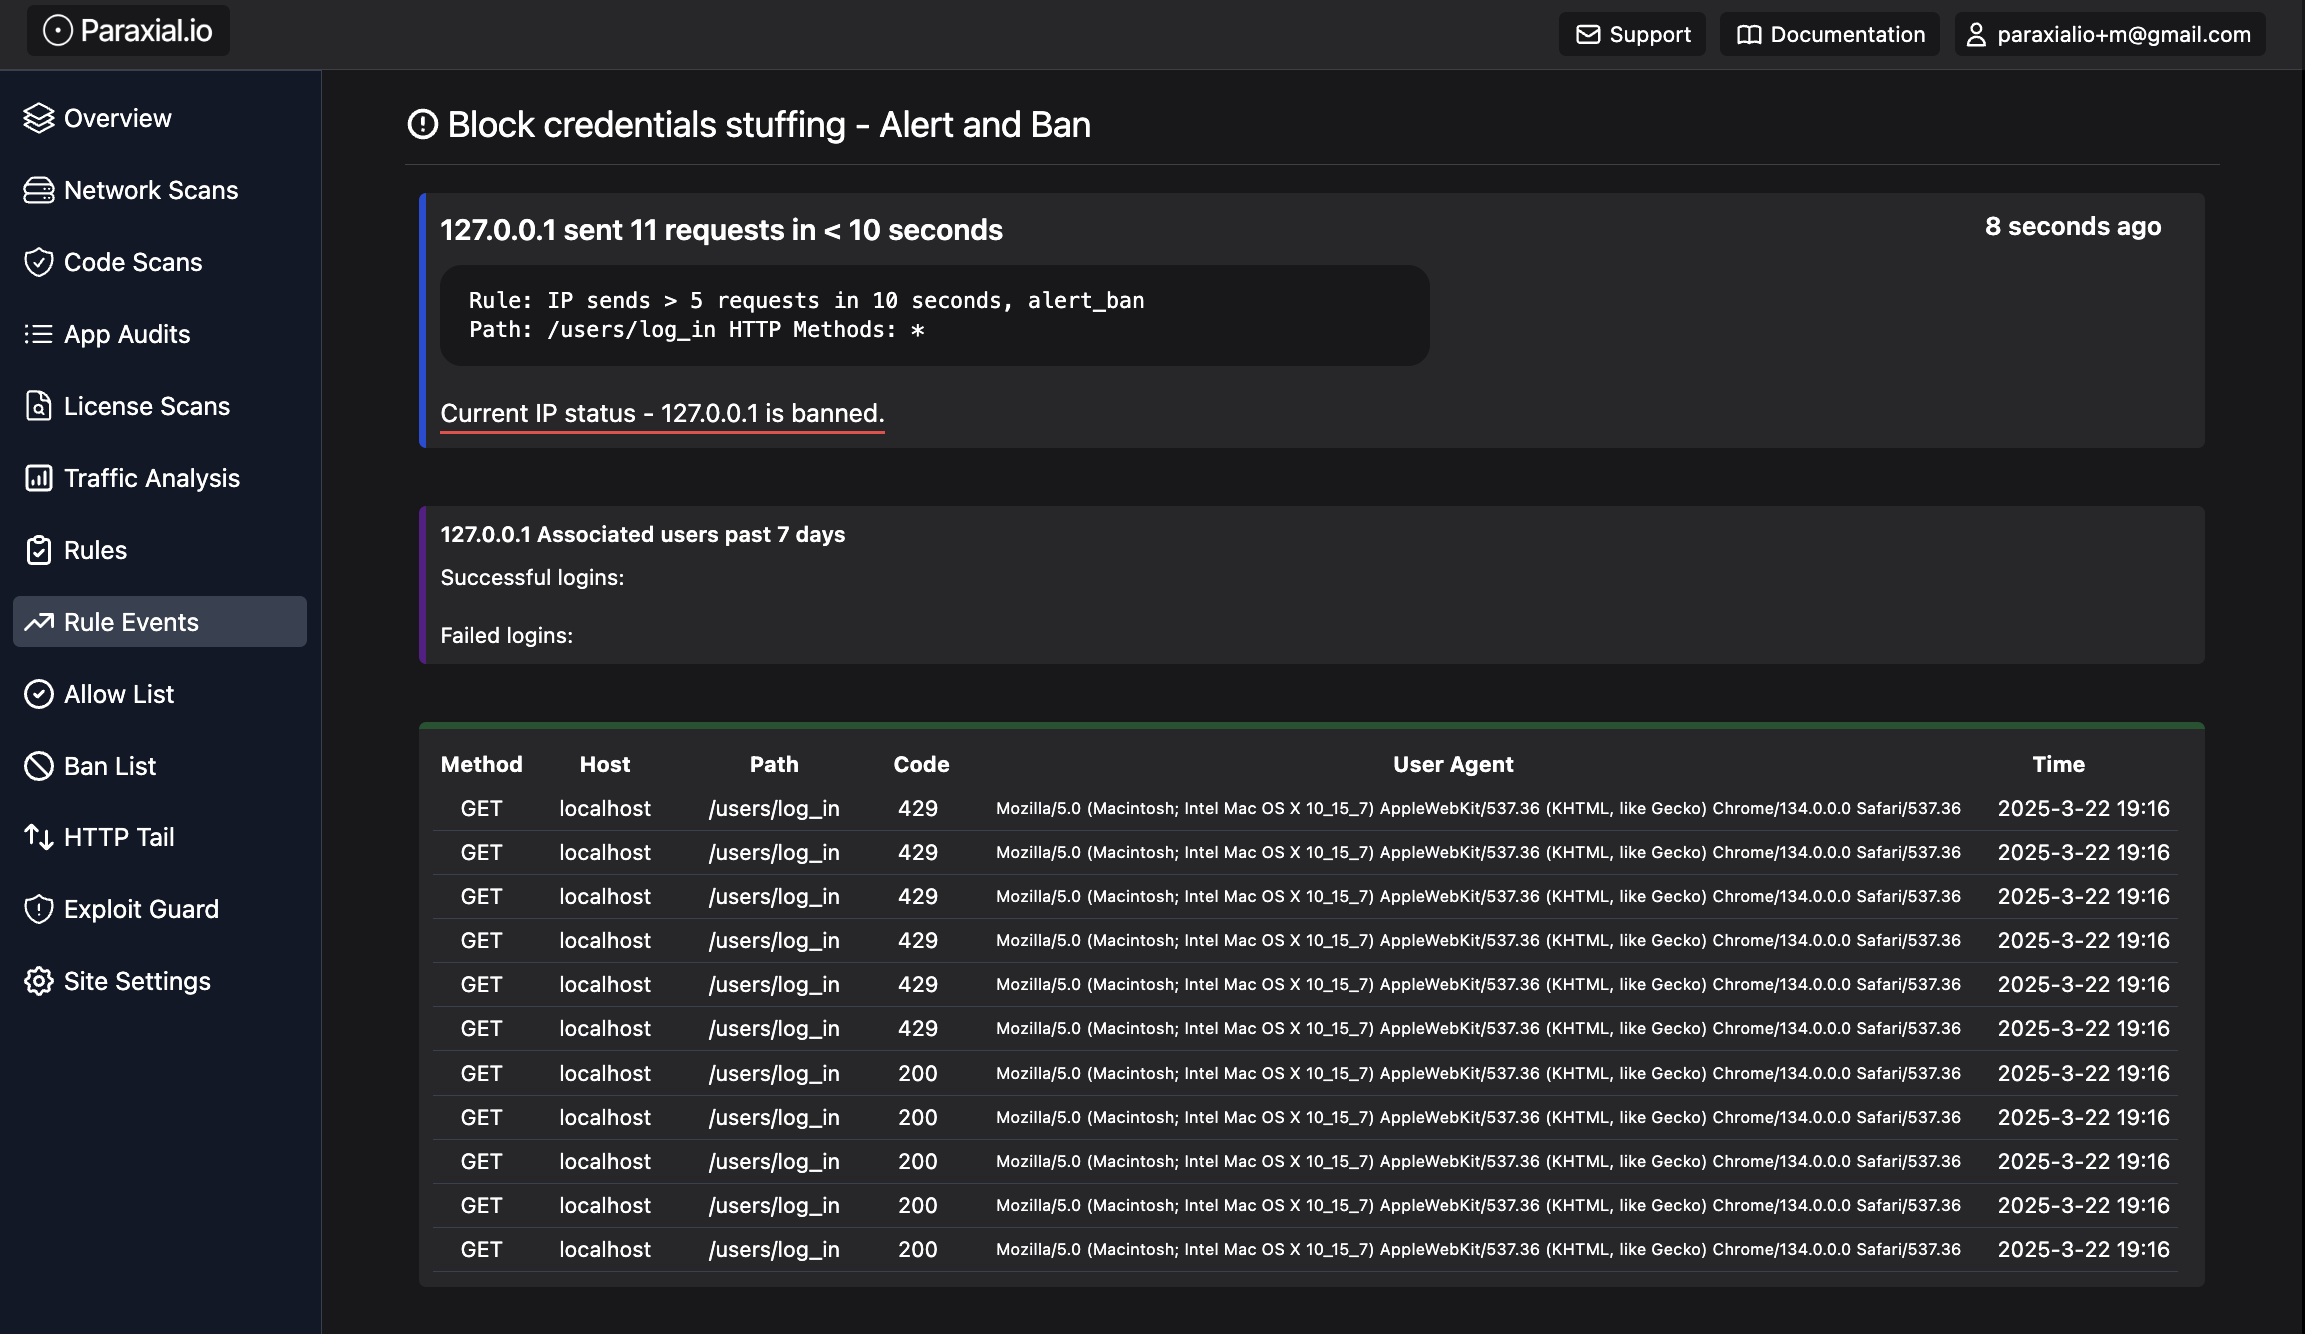 Paraxial.io
Support
Documentation
paraxialio+m@gmail.com
Overview
Network Scans
Code Scans
App Audits
License Scans
Traffic Analysis
Rules
Rule Events
Allow List
Ban List
HTTP Tail
Exploit Guard
Site Settings
Block credentials stuffing - Alert and Ban
127.0.0.1 sent 11 requests in < 10 seconds
8 seconds ago
Rule: IP sends > 5 requests in 10 seconds, alert_ban
Path: /users/log_in HTTP Methods: *
Current IP status - 127.0.0.1 is banned.
127.0.0.1 Associated users past 7 days
Successful logins:
Failed logins:
Method Host Path Code User Agent Time
GET localhost /users/log_in 429 Mozilla/5.0 (Macintosh; Intel Mac OS X 10_15_7) AppleWebKit/537.36 (KHTML, like Gecko) Chrome/134.0.0.0 Safari/537.36 2025-3-22 19:16
GET localhost /users/log_in 429 Mozilla/5.0 (Macintosh; Intel Mac OS X 10_15_7) AppleWebKit/537.36 (KHTML, like Gecko) Chrome/134.0.0.0 Safari/537.36 2025-3-22 19:16
GET localhost /users/log_in 429 Mozilla/5.0 (Macintosh; Intel Mac OS X 10_15_7) AppleWebKit/537.36 (KHTML, like Gecko) Chrome/134.0.0.0 Safari/537.36 2025-3-22 19:16
GET localhost /users/log_in 429 Mozilla/5.0 (Macintosh; Intel Mac OS X 10_15_7) AppleWebKit/537.36 (KHTML, like Gecko) Chrome/134.0.0.0 Safari/537.36 2025-3-22 19:16
GET localhost /users/log_in 429 Mozilla/5.0 (Macintosh; Intel Mac OS X 10_15_7) AppleWebKit/537.36 (KHTML, like Gecko) Chrome/134.0.0.0 Safari/537.36 2025-3-22 19:16
GET localhost /users/log_in 429 Mozilla/5.0 (Macintosh; Intel Mac OS X 10_15_7) AppleWebKit/537.36 (KHTML, like Gecko) Chrome/134.0.0.0 Safari/537.36 2025-3-22 19:16
GET localhost /users/log_in 200 Mozilla/5.0 (Macintosh; Intel Mac OS X 10_15_7) AppleWebKit/537.36 (KHTML, like Gecko) Chrome/134.0.0.0 Safari/537.36 2025-3-22 19:16
GET localhost /users/log_in 200 Mozilla/5.0 (Macintosh; Intel Mac OS X 10_15_7) AppleWebKit/537.36 (KHTML, like Gecko) Chrome/134.0.0.0 Safari/537.36 2025-3-22 19:16
GET localhost /users/log_in 200 Mozilla/5.0 (Macintosh; Intel Mac OS X 10_15_7) AppleWebKit/537.36 (KHTML, like Gecko) Chrome/134.0.0.0 Safari/537.36 2025-3-22 19:16
GET localhost /users/log_in 200 Mozilla/5.0 (Macintosh; Intel Mac OS X 10_15_7) AppleWebKit/537.36 (KHTML, like Gecko) Chrome/134.0.0.0 Safari/537.36 2025-3-22 19:16
GET localhost /users/log_in 200 Mozilla/5.0 (Macintosh; Intel Mac OS X 10_15_7) AppleWebKit/537.36 (KHTML, like Gecko) Chrome/134.0.0.0 Safari/537.36 2025-3-22 19:16